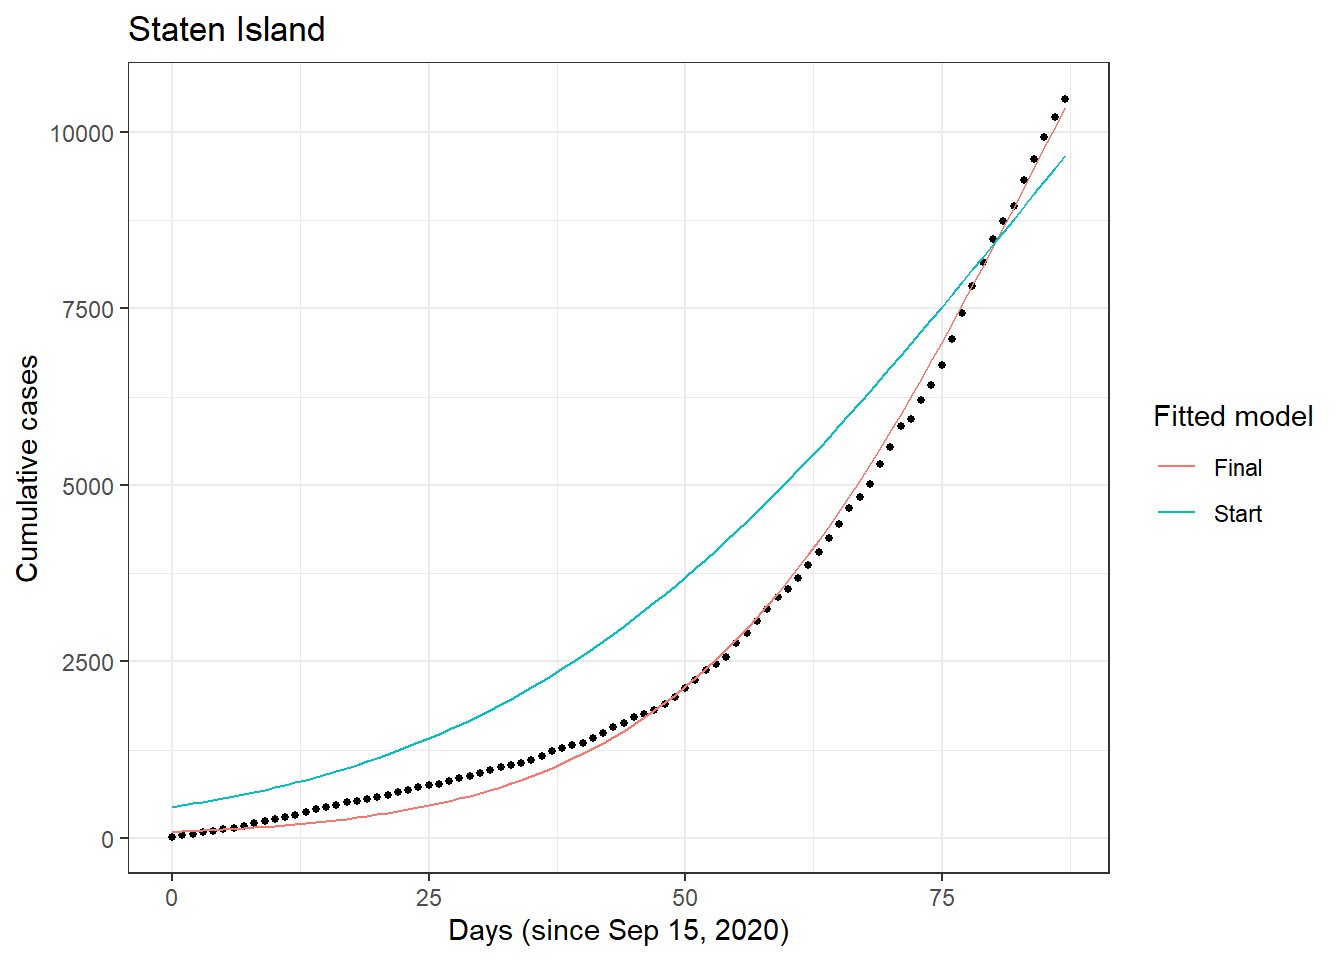 Staten Island
Cumulative cases
10000
7500
5000
2500
0
0 25 50 75
Days (since Sep 15, 2020)
Fitted model
Final
Start